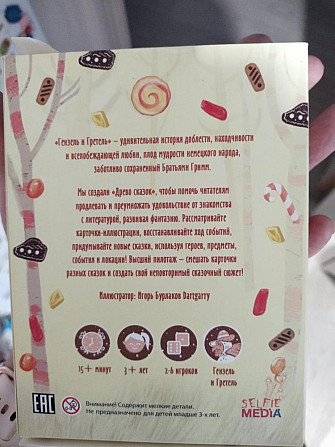 «Гензель и Гретель» – удивительная история доблести, находчивости
и всепобеждающей любви, плод мудрости немецкого народа,
заботливо сохраненный Братьями Гримм.
Мы создали «Древо сказок», чтобы помочь читателям
продлевать и преумножать удовольствие от знакомства
с литературой, развивая фантазию. Рассматривайте
карточки-иллюстрации, восстанавливайте ход событий,
придумывайте новые сказки, используя героев, предметы,
события и локации! Высший пилотаж — смешать карточки
разных сказок и создать свой неповторимый сказочный сюжет!
Иллюстратор: Игорь Бурлаков Dartgarry
15+ минут
3+ лет
2-6 игроков
Гензель
и Гретель
EAC
0-3
Внимание! Содержит мелкие детали.
Не предназначено для детей младше 3-х лет.
SELFIE
MEDIA